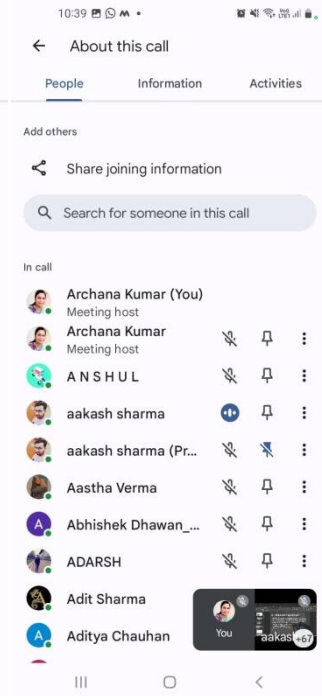 10:39
About this call
People Information Activities
Add others
Share joining information
Search for someone in this call
In call
Archana Kumar (You)
Meeting host
Archana Kumar
Meeting host
A N S H U L
aakash sharma
aakash sharma (Pr...
Aastha Verma
A Abhishek Dhawan_...
ADARSH
Adit Sharma
A Aditya Chauhan
You aakash +67